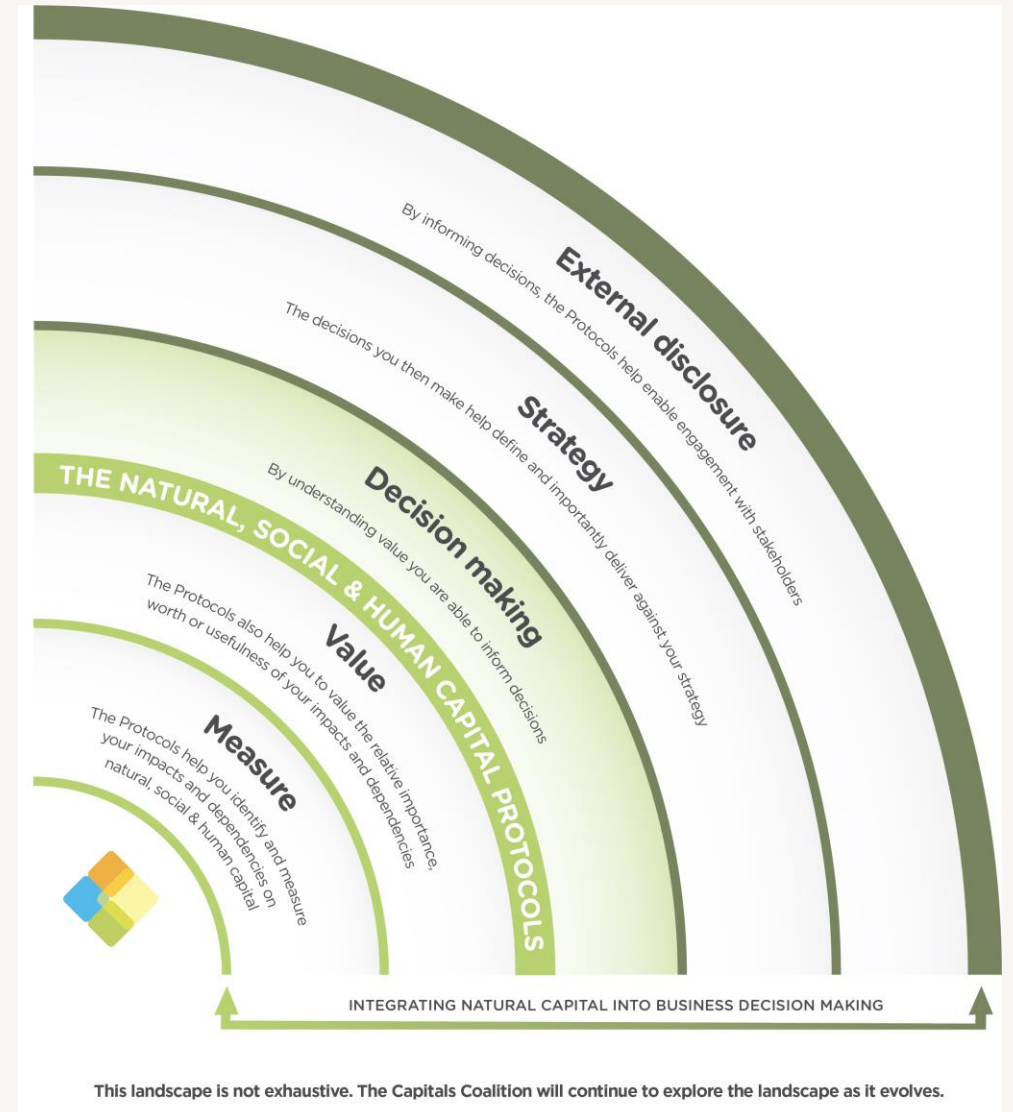 External disclosure
By informing decisions, the Protocols help enable engagement with stakeholders
Strategy
The decisions you then make help define and importantly deliver against your strategy
Decision making
By understanding value you are able to inform decisions
THE NATURAL, SOCIAL & HUMAN CAPITAL PROTOCOLS
Value
The Protocols also help you to value the relative importance,
worth or usefulness of your impacts and dependencies
Measure
The Protocols help you identify and measure
your impacts and dependencies on
natural, social & human capital
INTEGRATING NATURAL CAPITAL INTO BUSINESS DECISION MAKING
This landscape is not exhaustive. The Capitals Coalition will continue to explore the landscape as it evolves.